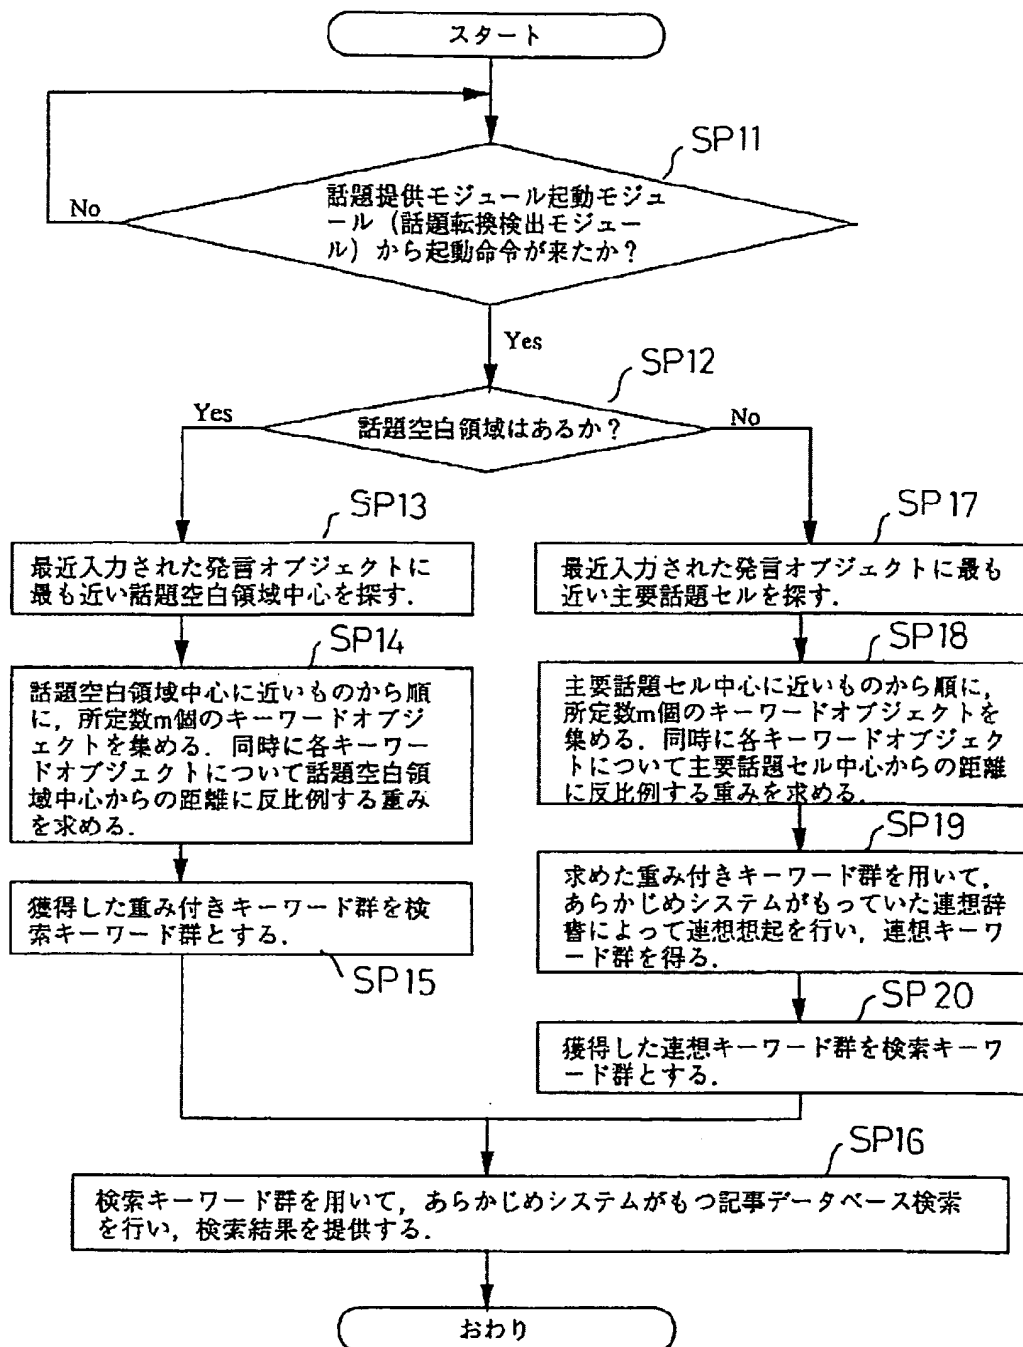 スタート
SP11
話題提供モジュール起動モジュ
ール（話題転換検出モジュー
ル）から起動命令が来たか？
No
Yes
SP12
話題空白領域はあるか？
Yes
No
SP13
最近入力された発言オブジェクトに
最も近い話題空白領域中心を探す．
SP14
話題空白領域中心に近いものから順
に，所定数m個のキーワードオブジ
ェクトを集める．同時に各キーワー
ドオブジェクトについて話題空白領
域中心からの距離に反比例する重み
を求める．
獲得した重み付きキーワード群を検
索キーワード群とする．
SP15
SP17
最近入力された発言オブジェクトに最も
近い主要話題セルを探す．
SP18
主要話題セル中心に近いものから順に，
所定数m個のキーワードオブジェクトを
集める．同時に各キーワードオブジェク
トについて主要話題セル中心からの距離
に反比例する重みを求める．
SP19
求めた重み付きキーワード群を用いて，
あらかじめシステムがもっていた連想辞
書によって連想想起を行い，連想キーワ
ード群を得る．
SP20
獲得した連想キーワード群を検索キーワ
ード群とする．
SP16
検索キーワード群を用いて，あらかじめシステムがもつ記事データベース検索
を行い，検索結果を提供する．
おわり